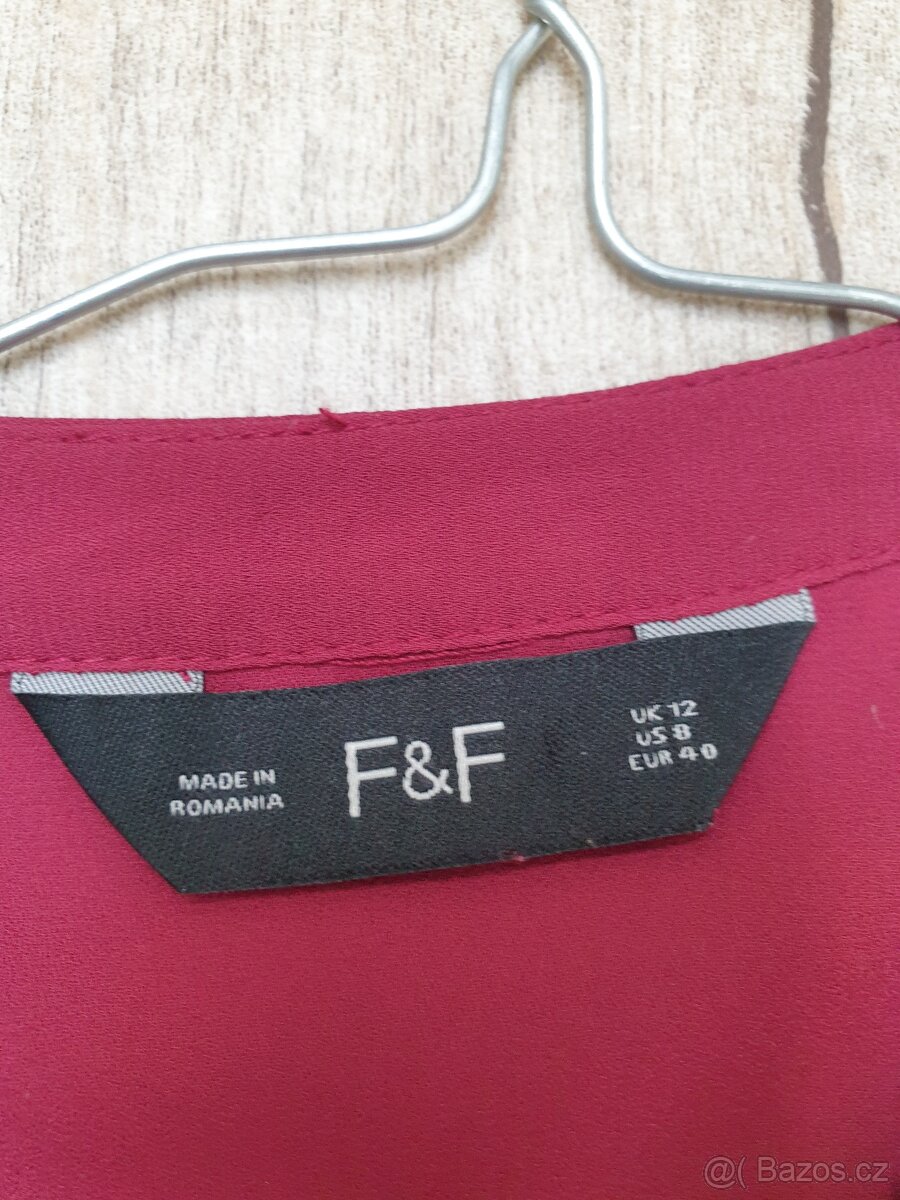 MADE IN
ROMANIA
F&F
UK 12
US 8
EUR 40
@( Bazos.cz